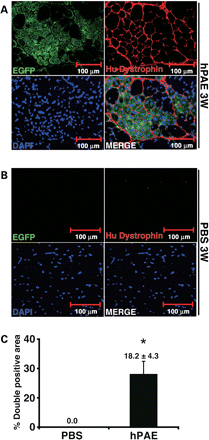 A
EGFP
100 µm
Hu Dystrophin
100 µm
DAPI
100 µm
MERGE
100 µm
hPAE 3W
B
EGFP
100 µm
Hu Dystrophin
100 µm
DAPI
100 µm
MERGE
100 µm
PBS 3W
C
% Double positive area
40
30
20
10
0
0.0
*
18.2 ± 4.3
PBS
hPAE